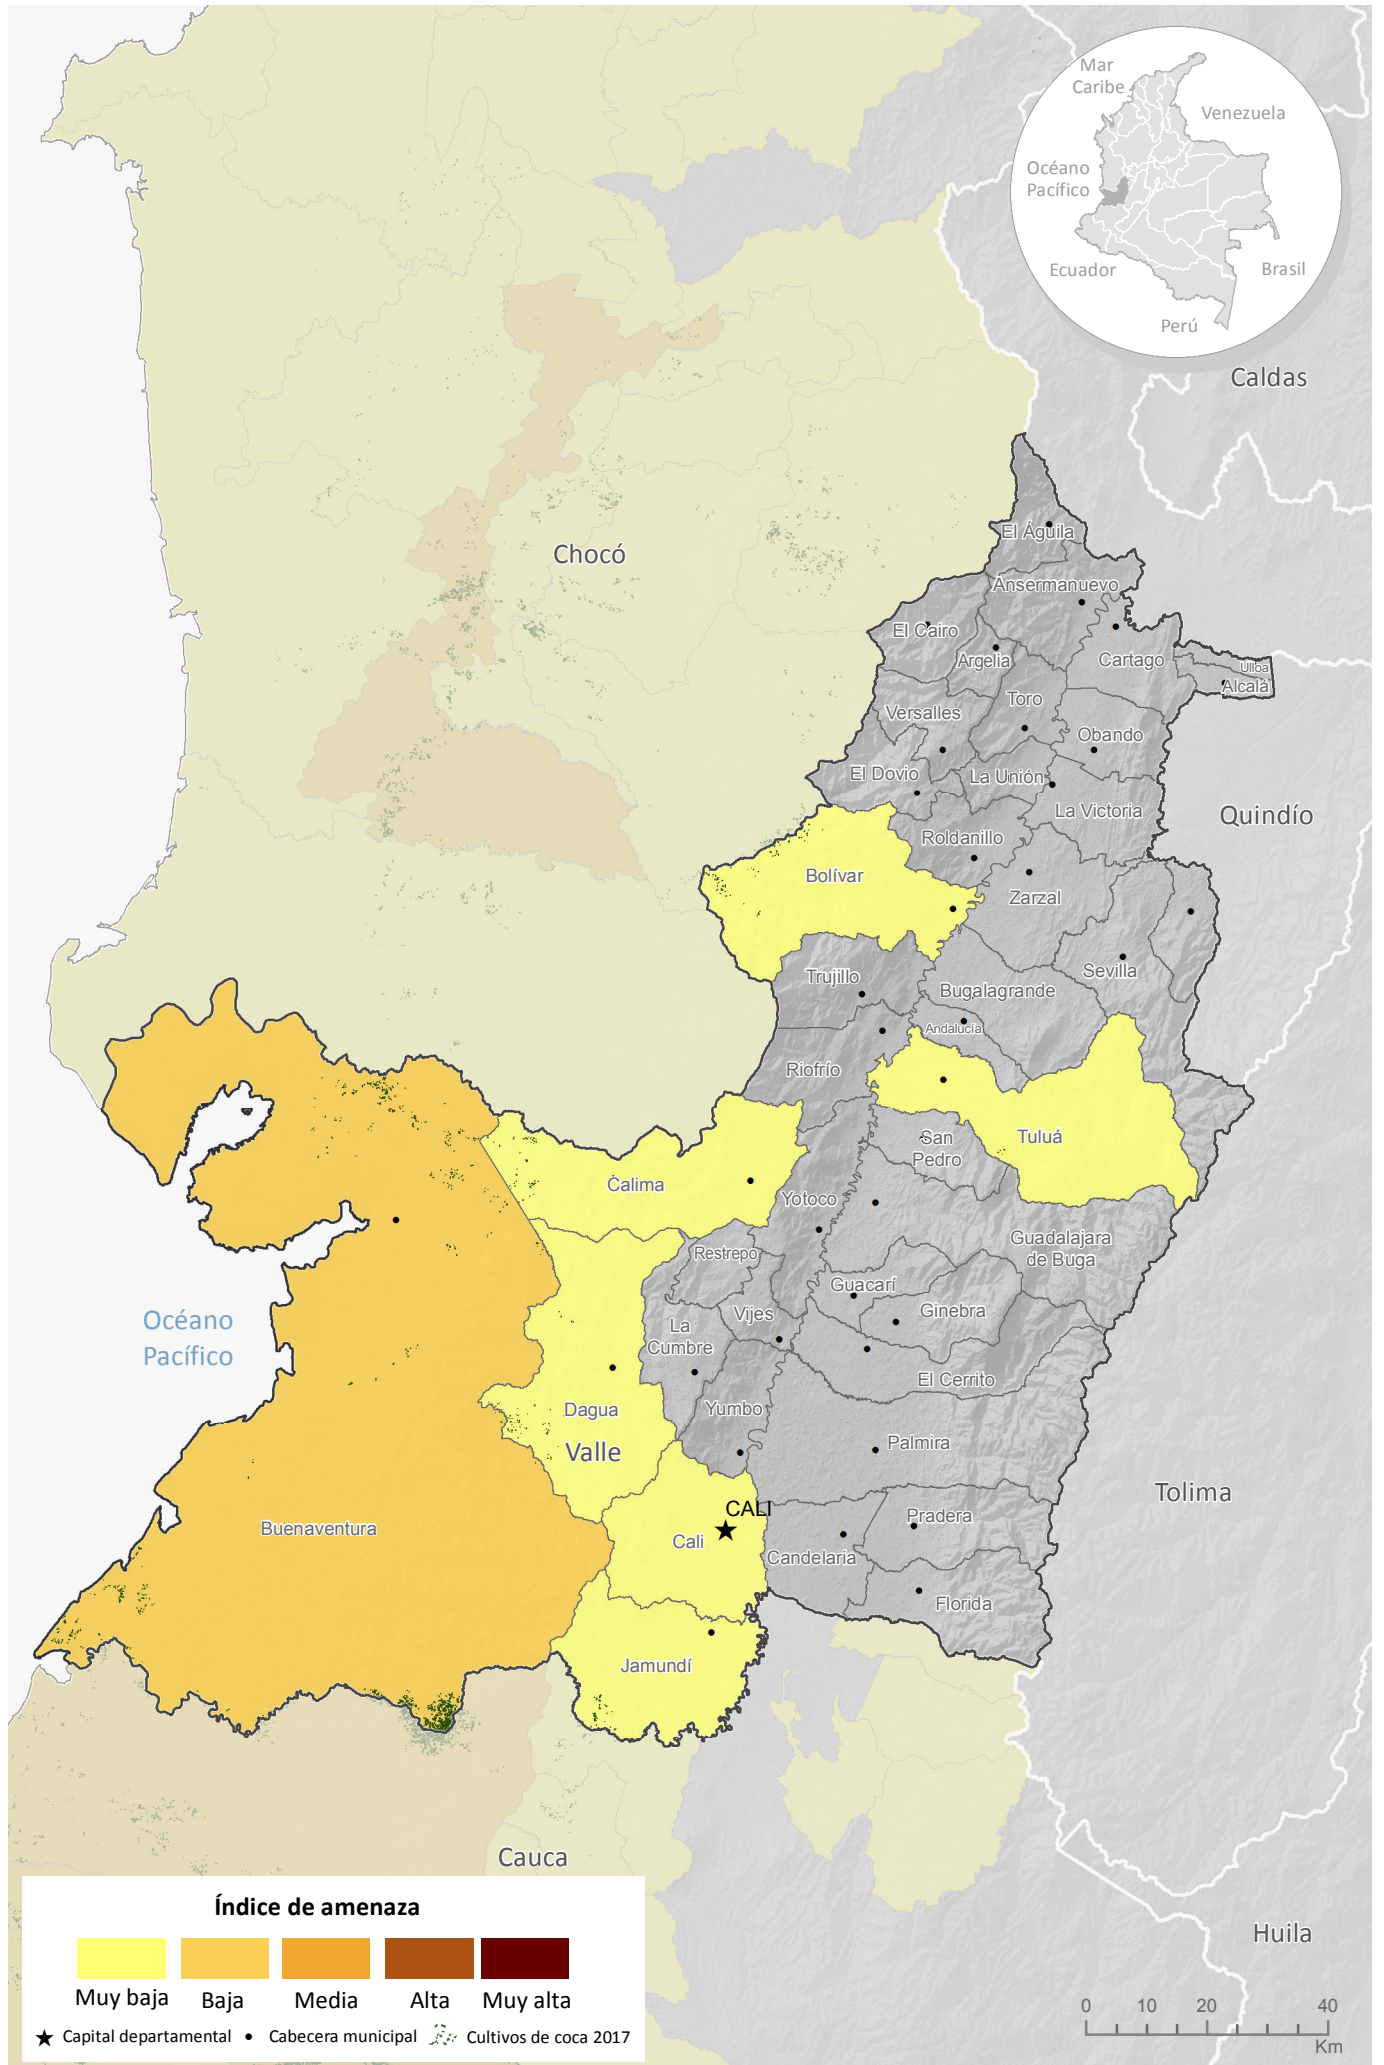 Mar
Caribe
Venezuela
Océano
Pacífico
Ecuador
Brasil
Perú
Caldas
Chocó
El Águila
Ansermanuevo
El Cairo
Argelia
Cartago
Ulloa
Alcalá
Toro
Versalles
Obando
El Dovio
La Unión
La Victoria
Quindío
Roldanillo
Bolívar
Zarzal
Trujillo
Sevilla
Bugalagrande
Andalucía
Riofrío
San
Pedro
Tuluá
Calima
Yotoco
Guadalajara
de Buga
Restrepo
Guacarí
Ginebra
Vijes
La
Cumbre
Océano
Pacífico
El Cerrito
Dagua
Yumbo
Valle
Palmira
Tolima
CALI
Pradera
Buenaventura
Cali
Candelaria
Florida
Jamundí
Cauca
Huila
Índice de amenaza
Muy baja Baja Media Alta Muy alta
Capital departamental Cabecera municipal Cultivos de coca 2017
0 10 20 40
Km